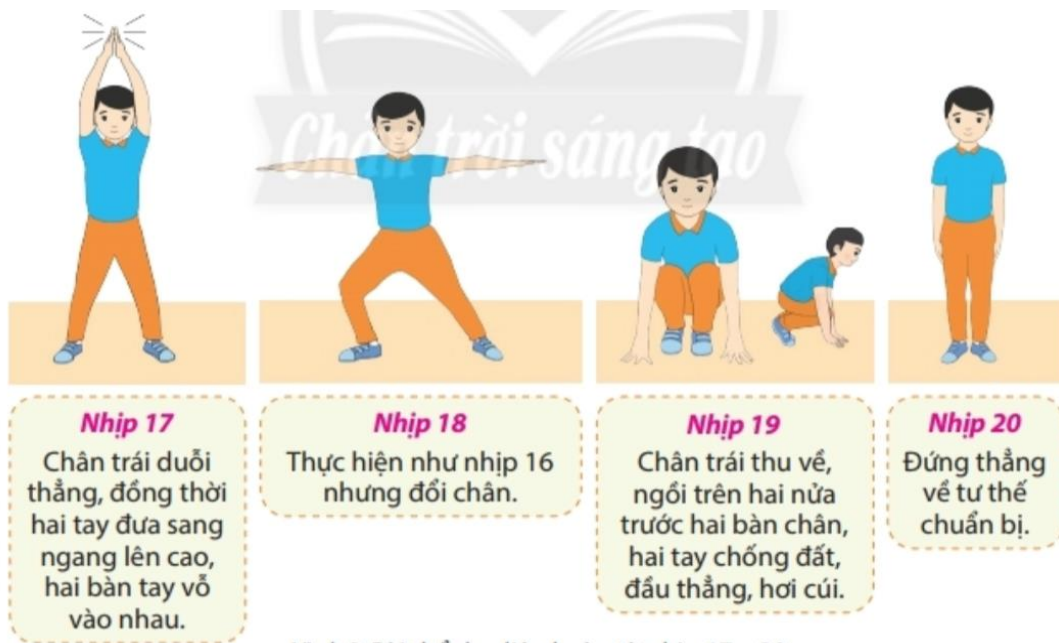 Chân trời sáng tạo
Nhịp 17
Chân trái duỗi
thẳng, đồng thời
hai tay đưa sang
ngang lên cao,
hai bàn tay vỗ
vào nhau.
Nhịp 18
Thực hiện như nhịp 16
nhưng đổi chân.
Nhịp 19
Chân trái thu về,
ngồi trên hai nửa
trước hai bàn chân,
hai tay chống đất,
đầu thẳng, hơi cúi.
Nhịp 20
Đứng thẳng
về tư thế
chuẩn bị.